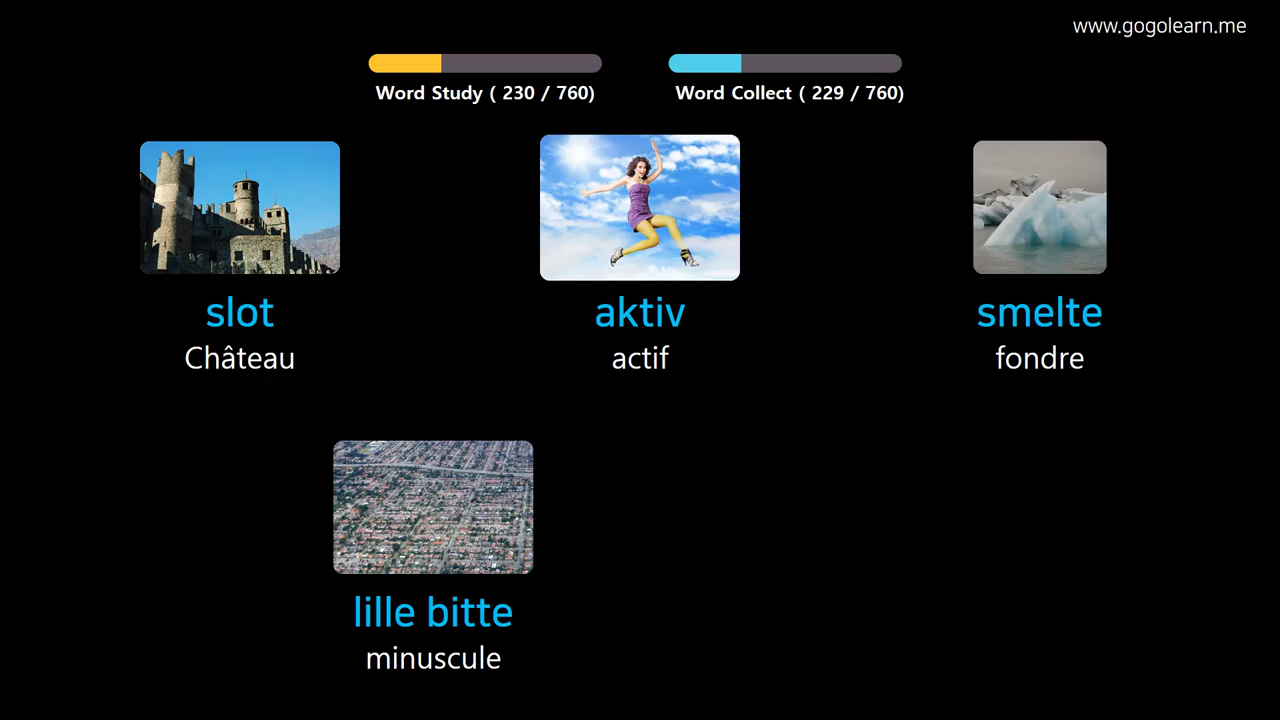 www.gogolearn.me
Word Study ( 230 / 760)
Word Collect ( 229 / 760)
slot
Château
aktiv
actif
smelte
fondre
lille bitte
minuscule